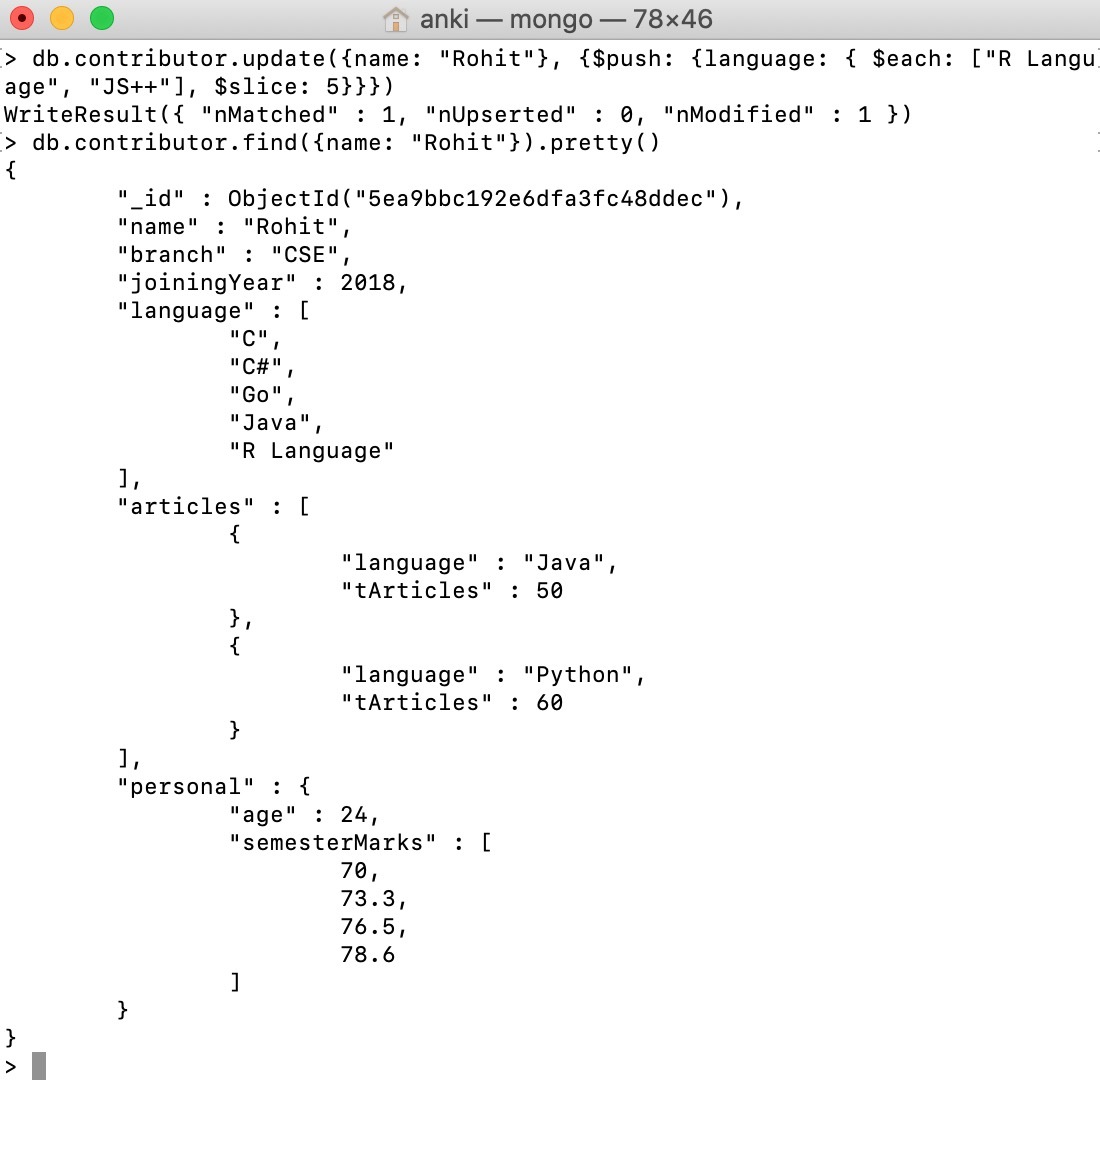 anki — mongo — 78×46
> db.contributor.update({name: "Rohit"}, {$push: {language: { $each: ["R Langu
age", "JS++"], $slice: 5}}})
WriteResult({ "nMatched" : 1, "nUpserted" : 0, "nModified" : 1 })
> db.contributor.find({name: "Rohit"}).pretty()
{
        "_id" : ObjectId("5ea9bbc192e6dfa3fc48ddec"),
        "name" : "Rohit",
        "branch" : "CSE",
        "joiningYear" : 2018,
        "language" : [
                "C",
                "C#",
                "Go",
                "Java",
                "R Language"
        ],
        "articles" : [
                {
                        "language" : "Java",
                        "tArticles" : 50
                },
                {
                        "language" : "Python",
                        "tArticles" : 60
                }
        ],
        "personal" : {
                "age" : 24,
                "semesterMarks" : [
                        70,
                        73.3,
                        76.5,
                        78.6
                ]
        }
}
>